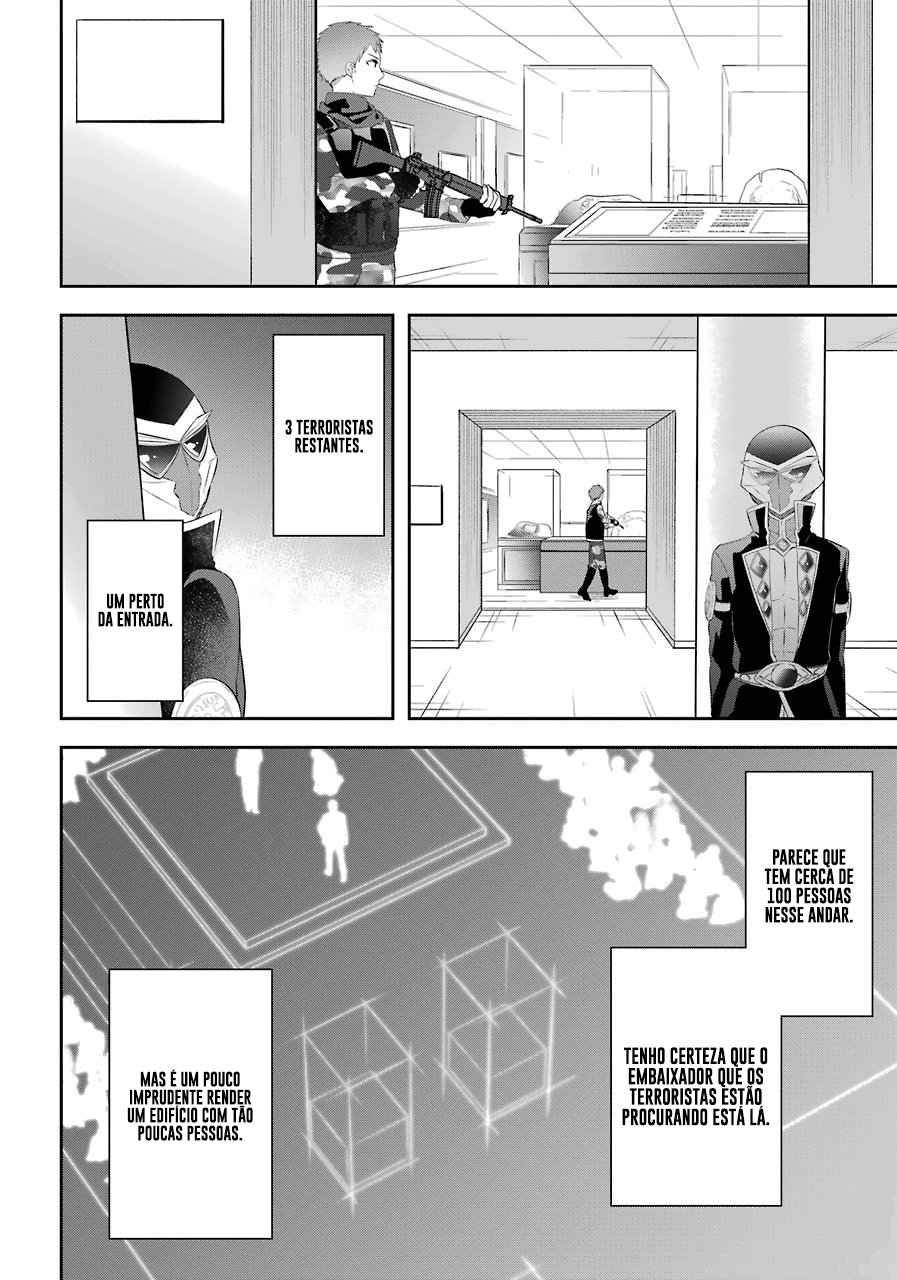 3 TERRORISTAS
RESTANTES.
UM PERTO
DA ENTRADA.
PARECE QUE
TEM CERCA DE
100 PESSOAS
NESSE ANDAR.
TENHO CERTEZA QUE O
EMBAIXADOR QUE OS
TERRORISTAS ESTÃO
PROCURANDO ESTÁ LÁ.
MAS É UM POUCO
IMPRUDENTE RENDER
UM EDIFÍCIO COM TÃO
POUCAS PESSOAS.